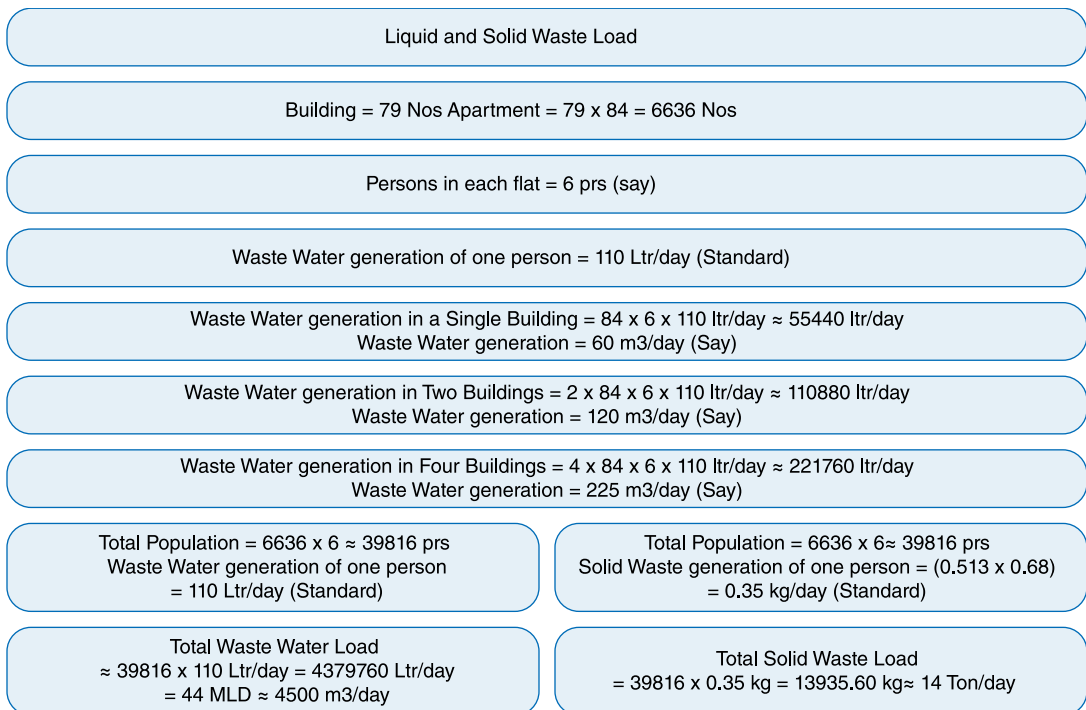 Liquid and Solid Waste Load
Building = 79 Nos Apartment = 79 x 84 = 6636 Nos
Persons in each flat = 6 prs (say)
Waste Water generation of one person = 110 Ltr/day (Standard)
Waste Water generation in a Single Building = 84 x 6 x 110 ltr/day ≈ 55440 ltr/day
Waste Water generation = 60 m3/day (Say)
Waste Water generation in Two Buildings = 2 x 84 x 6 x 110 ltr/day ≈ 110880 ltr/day
Waste Water generation = 120 m3/day (Say)
Waste Water generation in Four Buildings = 4 x 84 x 6 x 110 ltr/day ≈ 221760 ltr/day
Waste Water generation = 225 m3/day (Say)
Total Population = 6636 x 6 ≈ 39816 prs
Waste Water generation of one person
= 110 Ltr/day (Standard)
Total Population = 6636 x 6≈ 39816 prs
Solid Waste generation of one person = (0.513 x 0.68)
= 0.35 kg/day (Standard)
Total Waste Water Load
≈ 39816 x 110 Ltr/day = 4379760 Ltr/day
= 44 MLD ≈ 4500 m3/day
Total Solid Waste Load
= 39816 x 0.35 kg = 13935.60 kg≈ 14 Ton/day